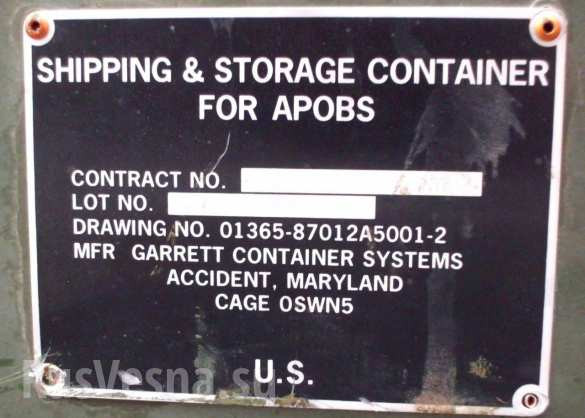 SHIPPING & STORAGE CONTAINER
FOR APOBS
CONTRACT NO.
LOT NO.
DRAWING NO. 01365-87012A5001-2
MFR GARRETT CONTAINER SYSTEMS
ACCIDENT, MARYLAND
CAGE 0SWN5
U.S.
RusVesna.su